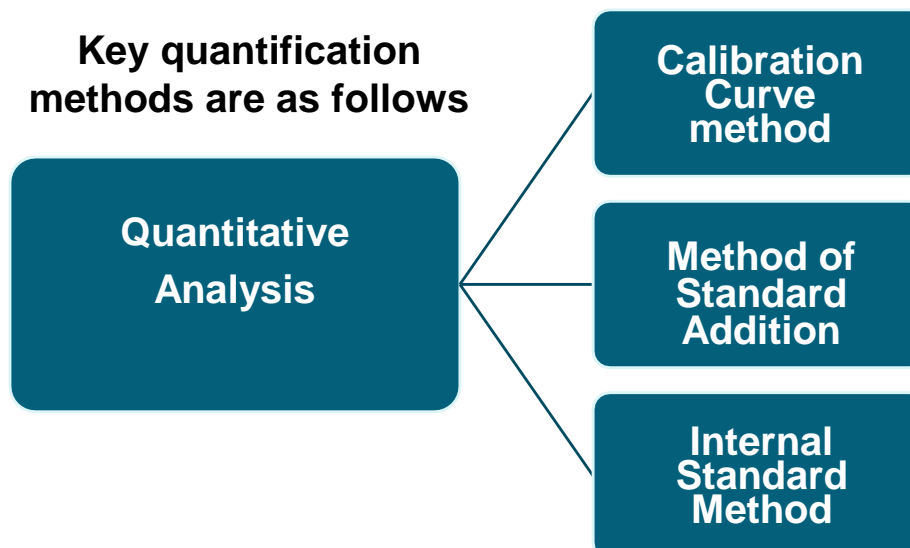 Key quantification
methods are as follows
Quantitative
Analysis
Calibration
Curve
method
Method of
Standard
Addition
Internal
Standard
Method